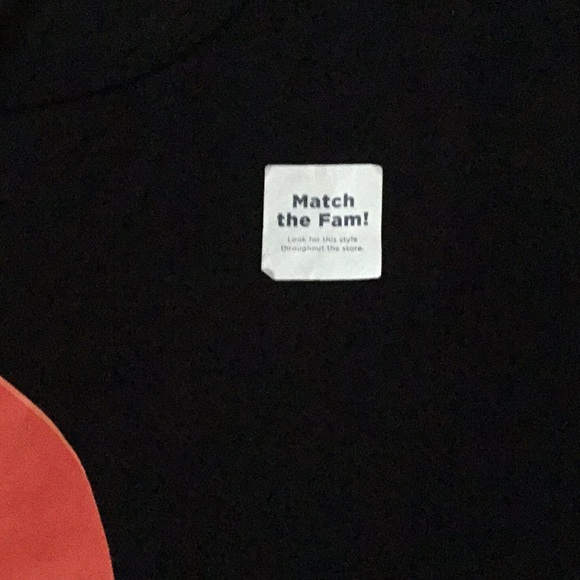 Match
the Fam!
Look for this style
throughout the store.